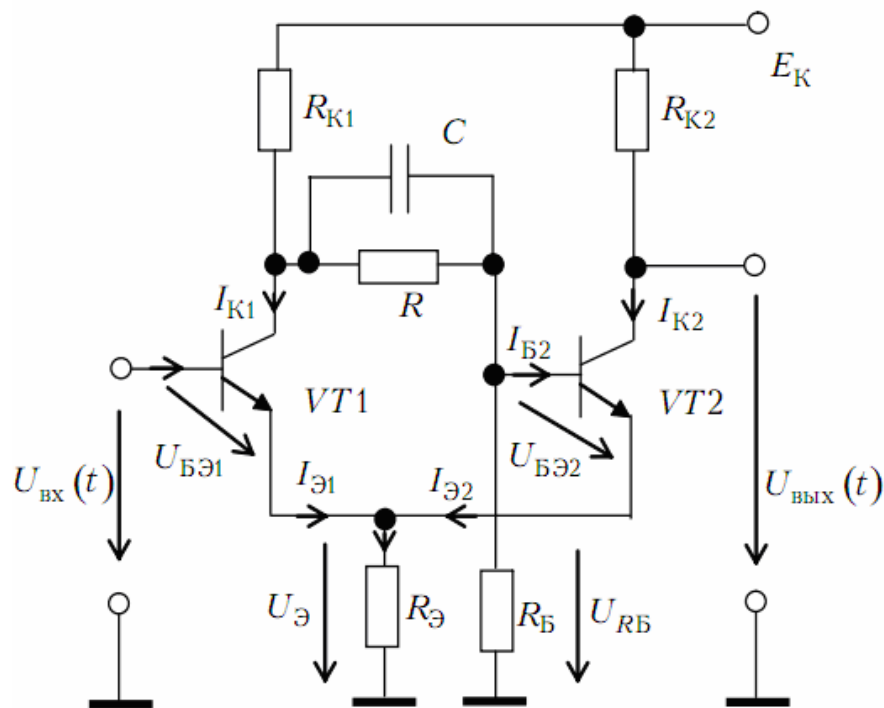 E_К
R_К1
R_К2
C
I_К1
R
I_К2
I_Б2
VT1
VT2
U_БЭ1
U_БЭ2
U_вх(t)
I_Э1
I_Э2
U_вых(t)
U_Э
R_Э
R_Б
U_RБ